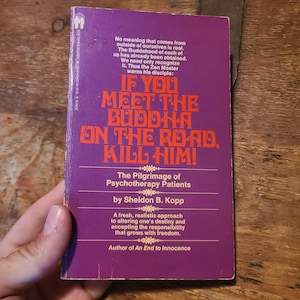 No meaning that comes from
outside of ourselves is real.
The Buddahood of each of
us has already been obtained.
We need only recognize
it. Thus the Zen Master
warns his disciple:
IF YOU
MEET THE
BUDDHA
ON THE ROAD,
KILL HIM!
The Pilgrimage of
Psychotherapy Patients
by Sheldon B. Kopp
A fresh, realistic approach
to altering one's destiny and
accepting the responsibility
that grows with freedom.
Author of An End to Innocence